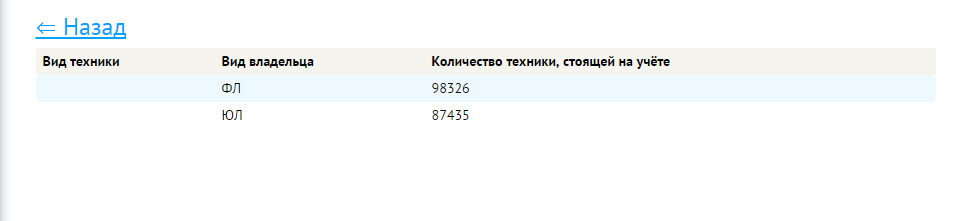 ⇐ Назад
Вид техники Вид владельца Количество техники, стоящей на учёте
ФЛ 98326
ЮЛ 87435